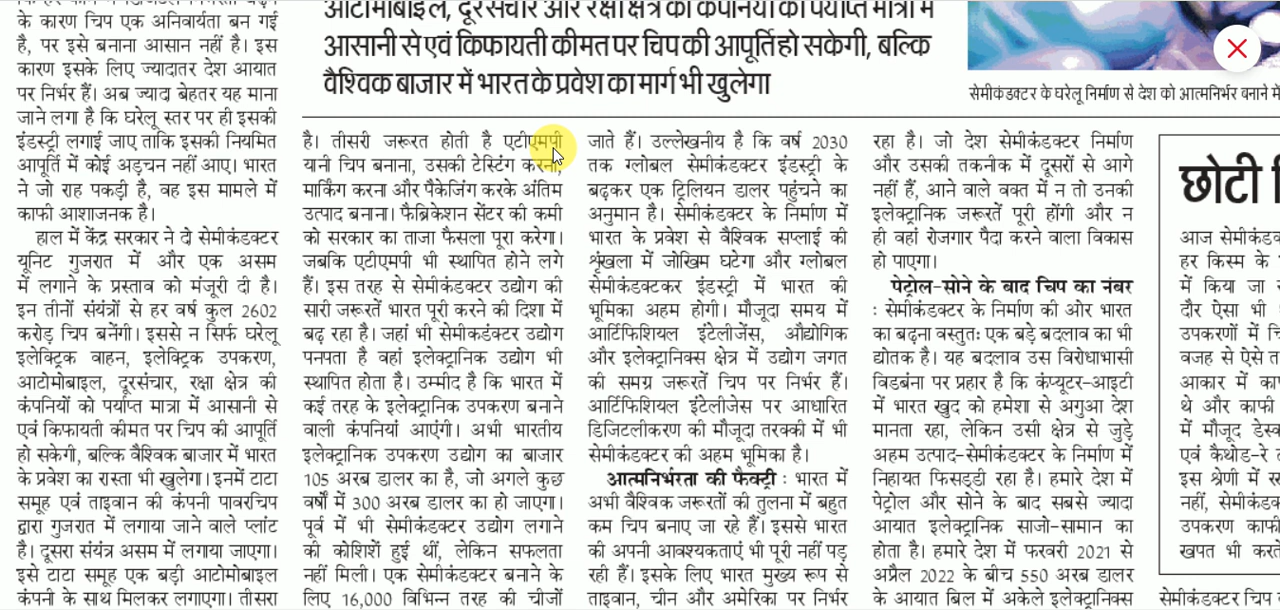 आटोमोबाइल, दूरसंचार और रक्षा क्षेत्र की कंपनियों को पर्याप्त मात्रा में
आसानी से एवं किफायती कीमत पर चिप की आपूर्ति हो सकेगी, बल्कि
वैश्विक बाजार में भारत के प्रवेश का मार्ग भी खुलेगा
सेमीकंडक्टर के घरेलू निर्माण से देश को आत्मनिर्भर बनाने में
के कारण चिप एक अनिवार्यता बन गई
है, पर इसे बनाना आसान नहीं है। इस
कारण इसके लिए ज्यादातर देश आयात
पर निर्भर हैं। अब ज्यादा बेहतर यह माना
जाने लगा है कि घरेलू स्तर पर ही इसकी
इंडस्ट्री लगाई जाए ताकि इसकी नियमित
आपूर्ति में कोई अड़चन नहीं आए। भारत
ने जो राह पकड़ी है, वह इस मामले में
काफी आशाजनक है।
हाल में केंद्र सरकार ने दो सेमीकंडक्टर
यूनिट गुजरात में और एक असम
में लगाने के प्रस्ताव को मंजूरी दी है।
इन तीनों संयंत्रों से हर वर्ष कुल 2602
करोड़ चिप बनेंगी। इससे न सिर्फ घरेलू
इलेक्ट्रिक वाहन, इलेक्ट्रिक उपकरण,
आटोमोबाइल, दूरसंचार, रक्षा क्षेत्र की
कंपनियों को पर्याप्त मात्रा में आसानी से
एवं किफायती कीमत पर चिप की आपूर्ति
हो सकेगी, बल्कि वैश्विक बाजार में भारत
के प्रवेश का रास्ता भी खुलेगा। इनमें टाटा
समूह एवं ताइवान की कंपनी पावरचिप
द्वारा गुजरात में लगाया जाने वाले प्लांट
है। दूसरा संयंत्र असम में लगाया जाएगा।
इसे टाटा समूह एक बड़ी आटोमोबाइल
कंपनी के साथ मिलकर लगाएगा। तीसरा
है। तीसरी जरूरत होती है एटीएमपी
यानी चिप बनाना, उसकी टेस्टिंग करना,
मार्किंग करना और पैकेजिंग करके अंतिम
उत्पाद बनाना। फैब्रिकेशन सेंटर की कमी
को सरकार का ताजा फैसला पूरा करेगा।
जबकि एटीएमपी भी स्थापित होने लगे
हैं। इस तरह से सेमीकंडक्टर उद्योग की
सारी जरूरतें भारत पूरी करने की दिशा में
बढ़ रहा है। जहां भी सेमीकडंक्टर उद्योग
पनपता है वहां इलेक्ट्रानिक उद्योग भी
स्थापित होता है। उम्मीद है कि भारत में
कई तरह के इलेक्ट्रानिक उपकरण बनाने
वाली कंपनियां आएंगी। अभी भारतीय
इलेक्ट्रानिक उपकरण उद्योग का बाजार
105 अरब डालर का है, जो अगले कुछ
वर्षों में 300 अरब डालर का हो जाएगा।
पूर्व में भी सेमीकंडक्टर उद्योग लगाने
की कोशिशें हुई थीं, लेकिन सफलता
नहीं मिली। एक सेमीकंडक्टर बनाने के
लिए 16,000 विभिन्न तरह की चीजों
जाते हैं। उल्लेखनीय है कि वर्ष 2030
तक ग्लोबल सेमीकंडक्टर इंडस्ट्री के
बढ़कर एक ट्रिलियन डालर पहुंचने का
अनुमान है। सेमीकंडक्टर के निर्माण में
भारत के प्रवेश से वैश्विक सप्लाई की
शृंखला में जोखिम घटेगा और ग्लोबल
सेमीकंडक्टकर इंडस्ट्री में भारत की
भूमिका अहम होगी। मौजूदा समय में
आर्टिफिशियल इंटेलीजेंस, औद्योगिक
और इलेक्ट्रानिक्स क्षेत्र में उद्योग जगत
की समग्र जरूरतें चिप पर निर्भर हैं।
आर्टिफिशियल इंटेलीजेंस पर आधारित
डिजिटलीकरण की मौजूदा तरक्की में भी
सेमीकंडक्टर की अहम भूमिका है।
आत्मनिर्भरता की फैक्ट्री : भारत में
अभी वैश्विक जरूरतों की तुलना में बहुत
कम चिप बनाए जा रहे हैं। इससे भारत
की अपनी आवश्यकताएं भी पूरी नहीं पड़
रही हैं। इसके लिए भारत मुख्य रूप से
ताइवान, चीन और अमेरिका पर निर्भर
रहा है। जो देश सेमीकंडक्टर निर्माण
और उसकी तकनीक में दूसरों से आगे
नहीं हैं, आने वाले वक्त में न तो उनकी
इलेक्ट्रानिक जरूरतें पूरी होंगी और न
ही वहां रोजगार पैदा करने वाला विकास
हो पाएगा।
पेट्रोल-सोने के बाद चिप का नंबर
: सेमीकंडक्टर के निर्माण की ओर भारत
का बढ़ना वस्तुतः एक बड़े बदलाव का भी
द्योतक है। यह बदलाव उस विरोधाभासी
विडबंना पर प्रहार है कि कंप्यूटर-आइटी
में भारत खुद को हमेशा से अगुआ देश
मानता रहा, लेकिन उसी क्षेत्र से जुड़े
अहम उत्पाद-सेमीकंडक्टर के निर्माण में
निहायत फिसड्डी रहा है। हमारे देश में
पेट्रोल और सोने के बाद सबसे ज्यादा
आयात इलेक्ट्रानिक साजो-सामान का
होता है। हमारे देश में फरवरी 2021 से
अप्रैल 2022 के बीच 550 अरब डालर
के आयात बिल में अकेले इलेक्ट्रानिक्स
छोटी
आज सेमीकंडक्
हर किस्म के
में किया जा
दौर ऐसा भी
उपकरणों में
वजह से ऐसे
आकार में
थे और काफी
में मौजूद
एवं कैथोड-रे
इस श्रेणी में
नहीं, सेमीकंड
उपकरण काफी
खपत भी करते
सेमीकंडक्टर चिप